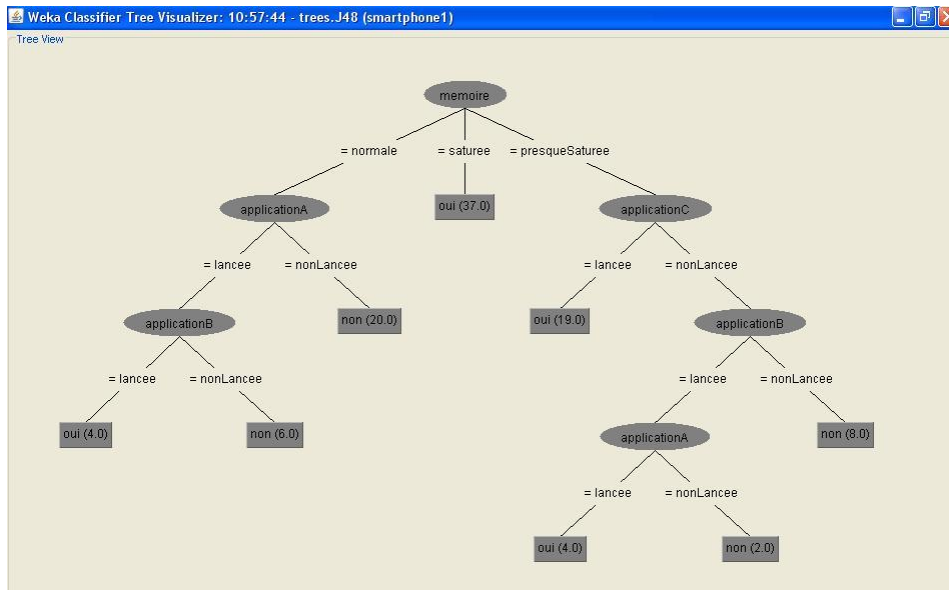 Weka Classifier Tree Visualizer: 10:57:44 - trees.J48 (smartphone1)
Tree View
memoire
= normale = saturee = presqueSaturee
applicationA oui (37.0) applicationC
= lancee = nonLancee = lancee = nonLancee
applicationB non (20.0) oui (19.0) applicationB
= lancee = nonLancee = lancee = nonLancee
oui (4.0) non (6.0) applicationA non (8.0)
= lancee = nonLancee
oui (4.0) non (2.0)